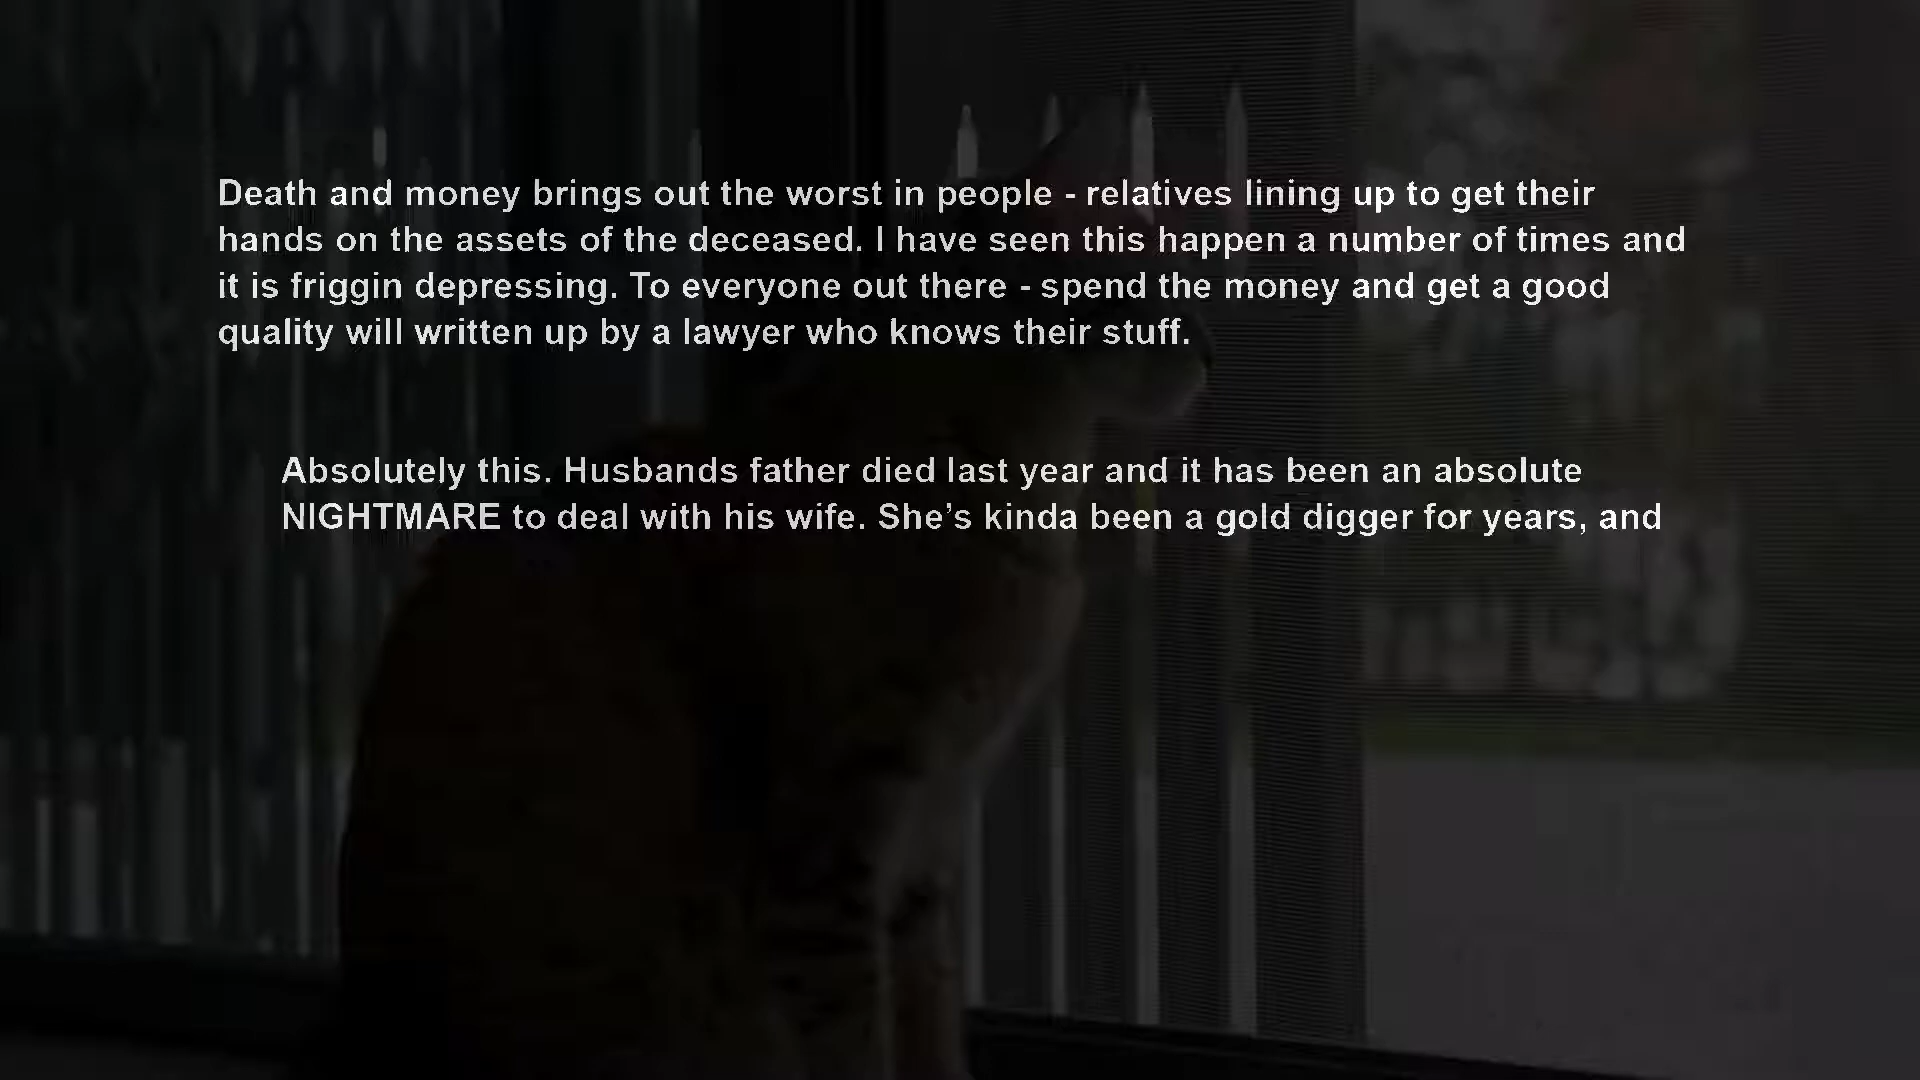 Death and money brings out the worst in people - relatives lining up to get their
hands on the assets of the deceased. I have seen this happen a number of times and
it is friggin depressing. To everyone out there - spend the money and get a good
quality will written up by a lawyer who knows their stuff.
Absolutely this. Husbands father died last year and it has been an absolute
NIGHTMARE to deal with his wife. She’s kinda been a gold digger for years, and